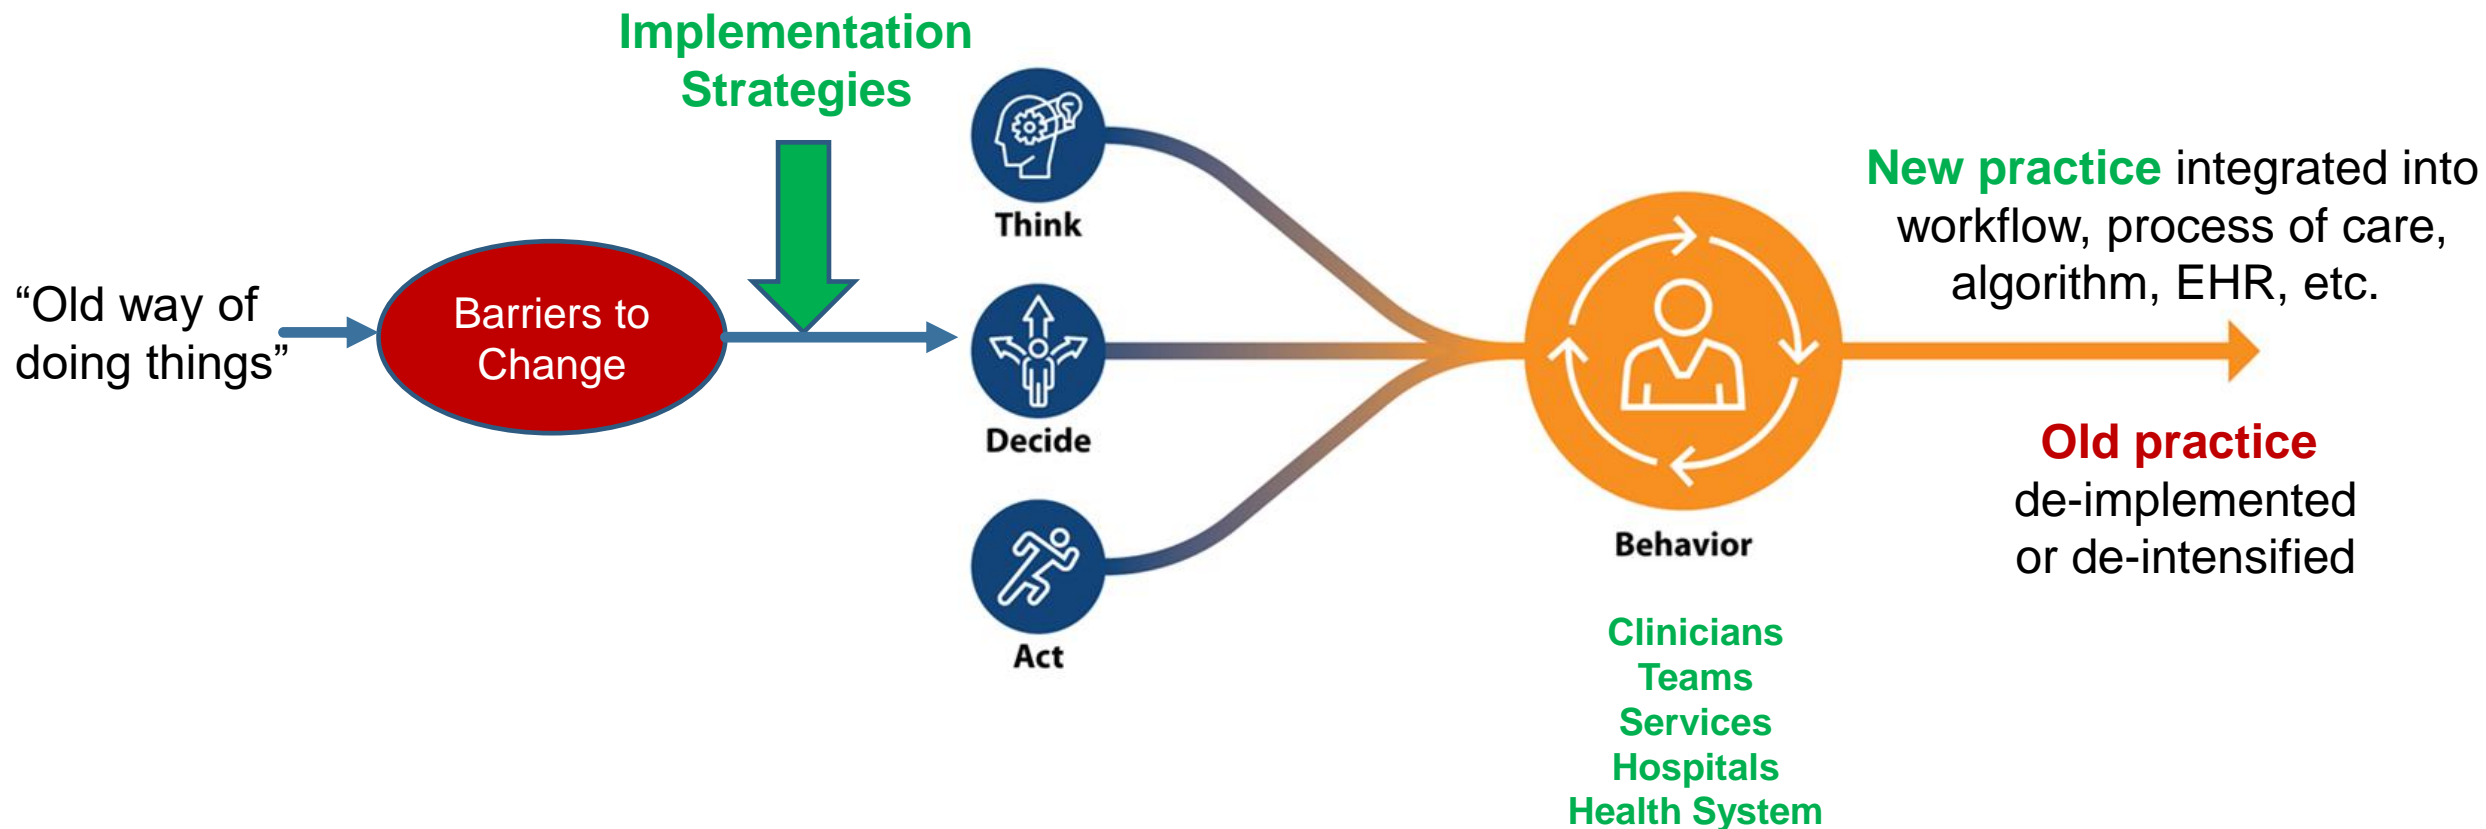 Implementation
Strategies
“Old way of
doing things”
Barriers to
Change
Think
Decide
Act
Behavior
Clinicians
Teams
Services
Hospitals
Health System
New practice integrated into
workflow, process of care,
algorithm, EHR, etc.
Old practice
de-implemented
or de-intensified